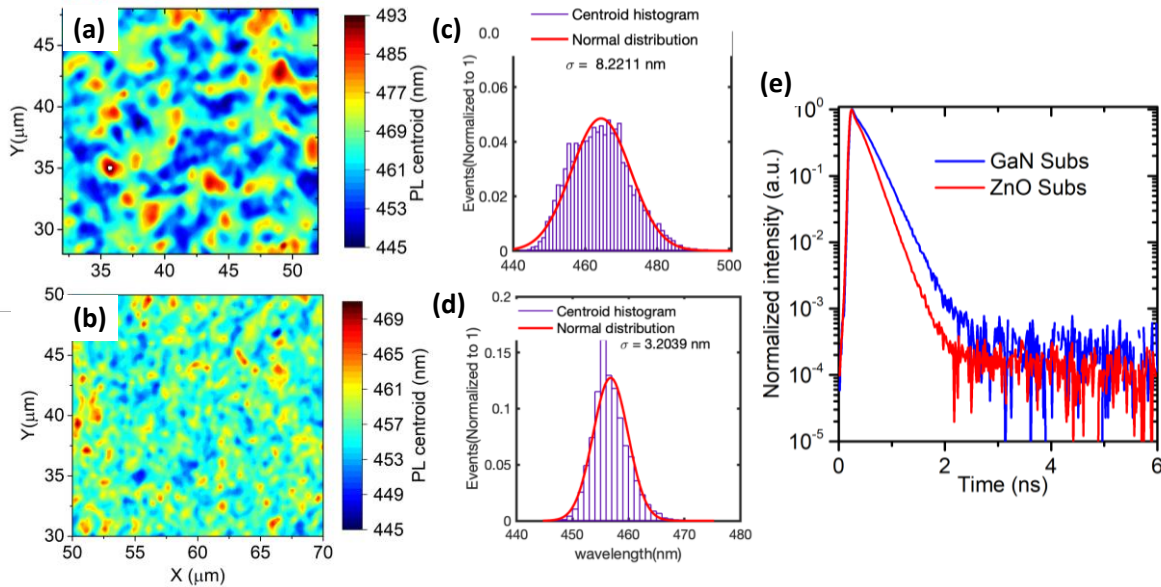 (a)
48
45
43
40
38
35
33
30
28
Y(μm)
35
40
45
50
493
485
477
469
461
453
445
PL centroid (nm)
(b)
50
45
40
35
30
Y(μm)
50
55
60
65
70
X (μm)
469
465
461
457
453
449
445
PL centroid (nm)
(c)
0.0
Centroid histogram
Normal distribution
σ = 8.2211 nm
0.06
0.04
0.02
0
Events(Normalized to 1)
440
460
480
500
(d)
0.2
Centroid histogram
Normal distribution
σ = 3.2039 nm
0.15
0.1
0.05
0
Events(Normalized to 1)
440
450
460
470
480
wavelength(nm)
(e)
10⁰
10⁻¹
10⁻²
10⁻³
10⁻⁴
10⁻⁵
Normalized intensity (a.u.)
GaN Subs
ZnO Subs
0
2
4
6
Time (ns)